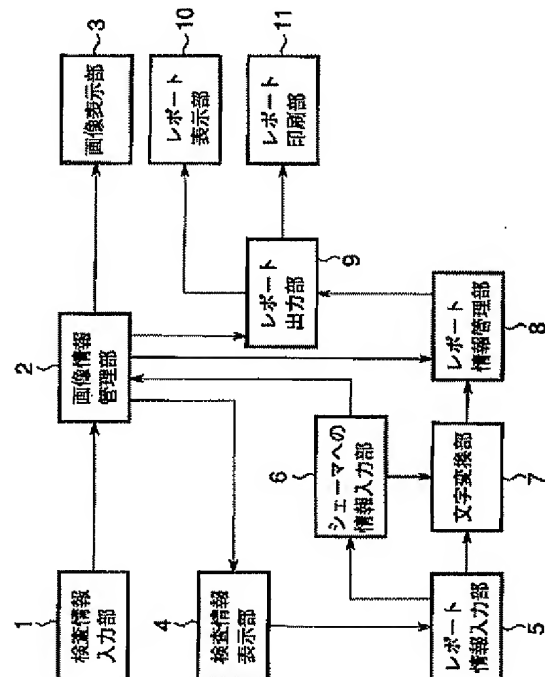 1
検査情報
入力部
2
画像情報
管理部
3
画像表示部
4
検査情報
表示部
5
レポート
情報入力部
6
シェーマへの
情報入力部
7
文字変換部
8
レポート
情報管理部
9
レポート
出力部
10
レポート
表示部
11
レポート
印刷部